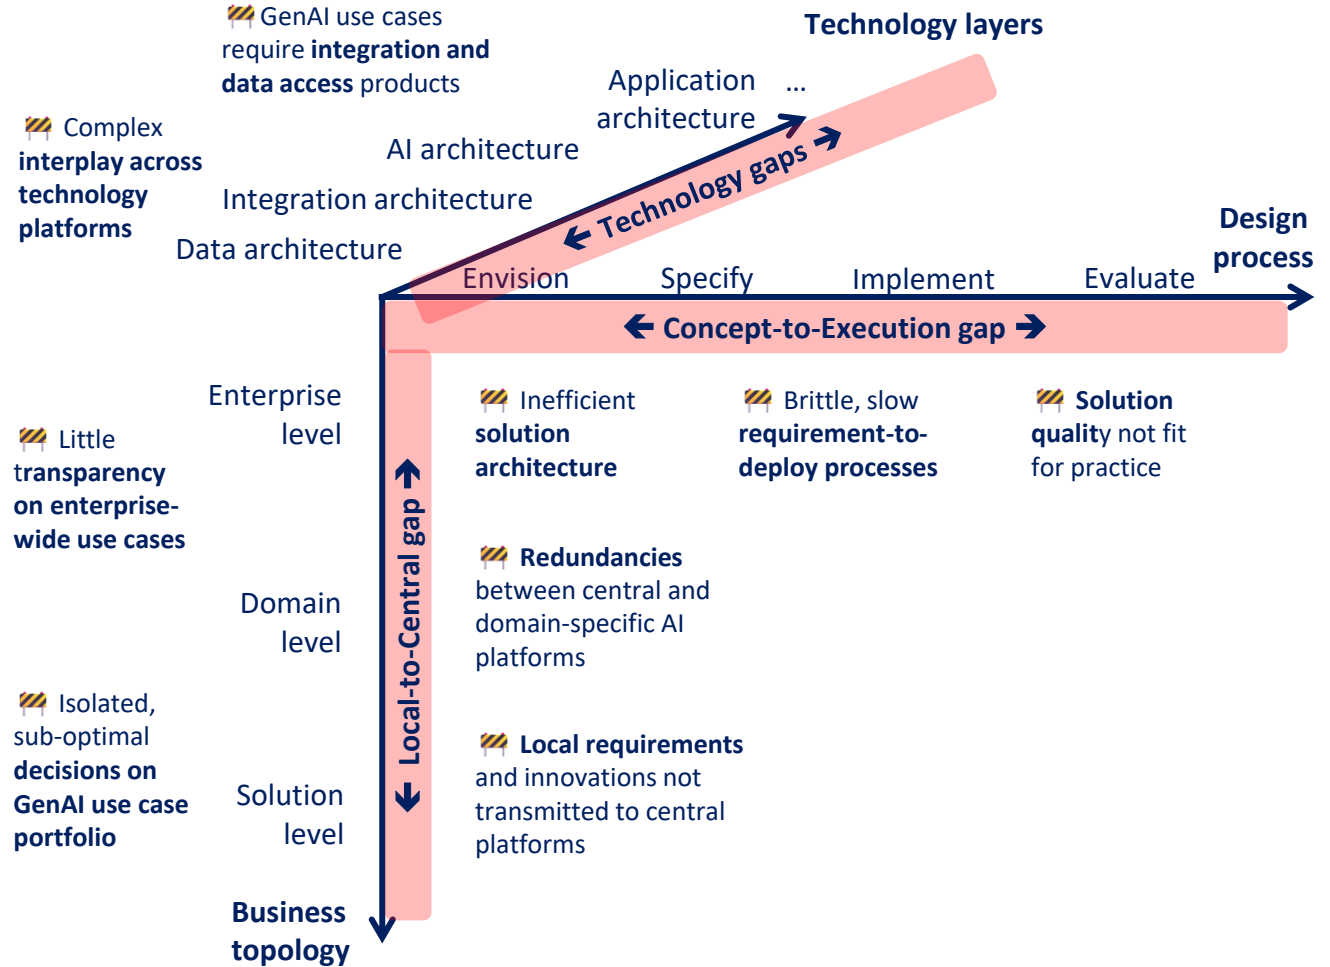 🚧 GenAI use cases
require integration and
data access products
Technology layers
Application
architecture
...
🚧 Complex
interplay across
technology
platforms
AI architecture
Integration architecture
Data architecture
← Technology gaps →
Design
process
Envision
Specify
Implement
Evaluate
← Concept-to-Execution gap →
Enterprise
level
🚧 Inefficient
solution
architecture
🚧 Brittle, slow
requirement-to-
deploy processes
🚧 Solution
quality not fit
for practice
🚧 Little
transparency
on enterprise-
wide use cases
← Local-to-Central gap →
Domain
level
🚧 Redundancies
between central and
domain-specific AI
platforms
🚧 Isolated,
sub-optimal
decisions on
GenAI use case
portfolio
Solution
level
🚧 Local requirements
and innovations not
transmitted to central
platforms
Business
topology